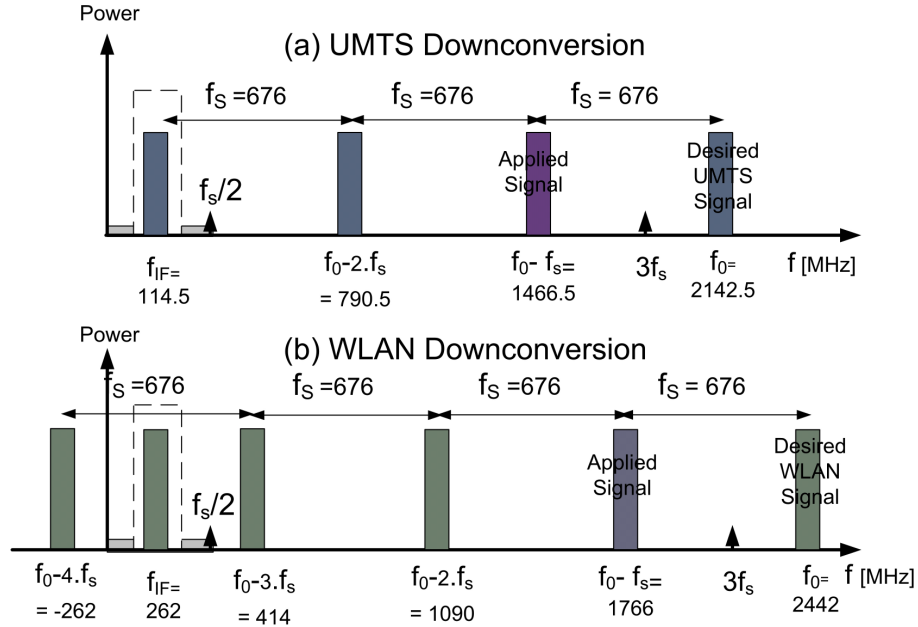 Power
(a) UMTS Downconversion
fS =676
fS =676
fS = 676
Applied
Signal
Desired
UMTS
Signal
fs/2
fIF=
114.5
f0-2.fs
= 790.5
f0- fs=
1466.5
3fs
f0=
2142.5
f [MHz]
Power
(b) WLAN Downconversion
fS =676
fS =676
fS =676
fS = 676
Applied
Signal
Desired
WLAN
Signal
fs/2
f0-4.fs
= -262
fIF=
262
f0-3.fs
= 414
f0-2.fs
= 1090
f0- fs=
1766
3fs
f0=
2442
f [MHz]